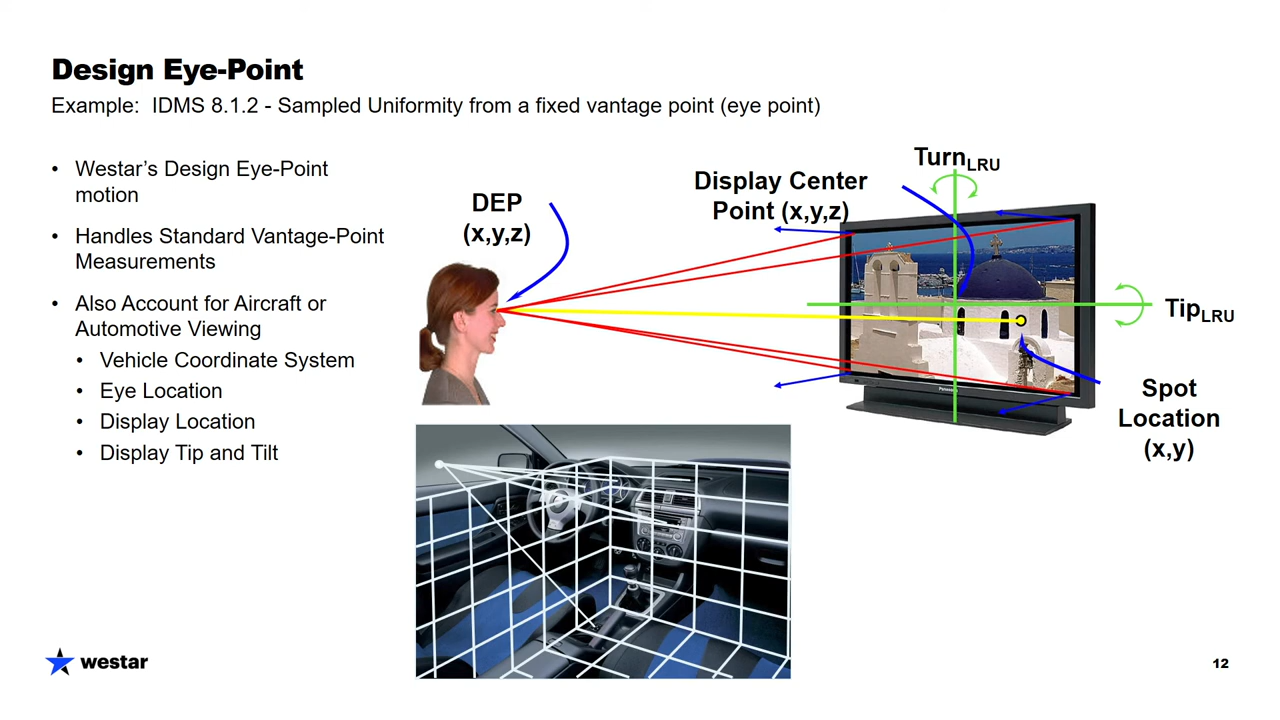 Design Eye-Point
Example: IDMS 8.1.2 - Sampled Uniformity from a fixed vantage point (eye point)
• Westar’s Design Eye-Point
motion
• Handles Standard Vantage-Point
Measurements
• Also Account for Aircraft or
Automotive Viewing
• Vehicle Coordinate System
• Eye Location
• Display Location
• Display Tip and Tilt
DEP
(x,y,z)
Display Center
Point (x,y,z)
TurnLRU
TipLRU
Spot
Location
(x,y)
Panasonic
westar
12